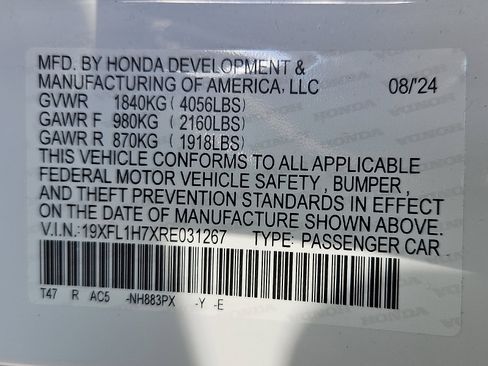 MFD. BY HONDA DEVELOPMENT &
MANUFACTURING OF AMERICA, LLC 08/'24
GVWR 1840KG ( 4056LBS)
GAWR F 980KG ( 2160LBS)
GAWR R 870KG ( 1918LBS)
THIS VEHICLE CONFORMS TO ALL APPLICABLE
FEDERAL MOTOR VEHICLE SAFETY , BUMPER ,
AND THEFT PREVENTION STANDARDS IN EFFECT
ON THE DATE OF MANUFACTURE SHOWN ABOVE.
V.I.N.:19XFL1H7XRE031267 TYPE: PASSENGER CAR
T47 R AC5 -NH883PX -Y -E